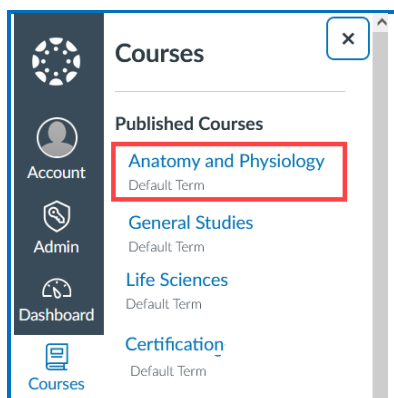 Courses
Published Courses
Anatomy and Physiology
Default Term
General Studies
Default Term
Life Sciences
Default Term
Certification
Default Term
Account
Admin
Dashboard
Courses